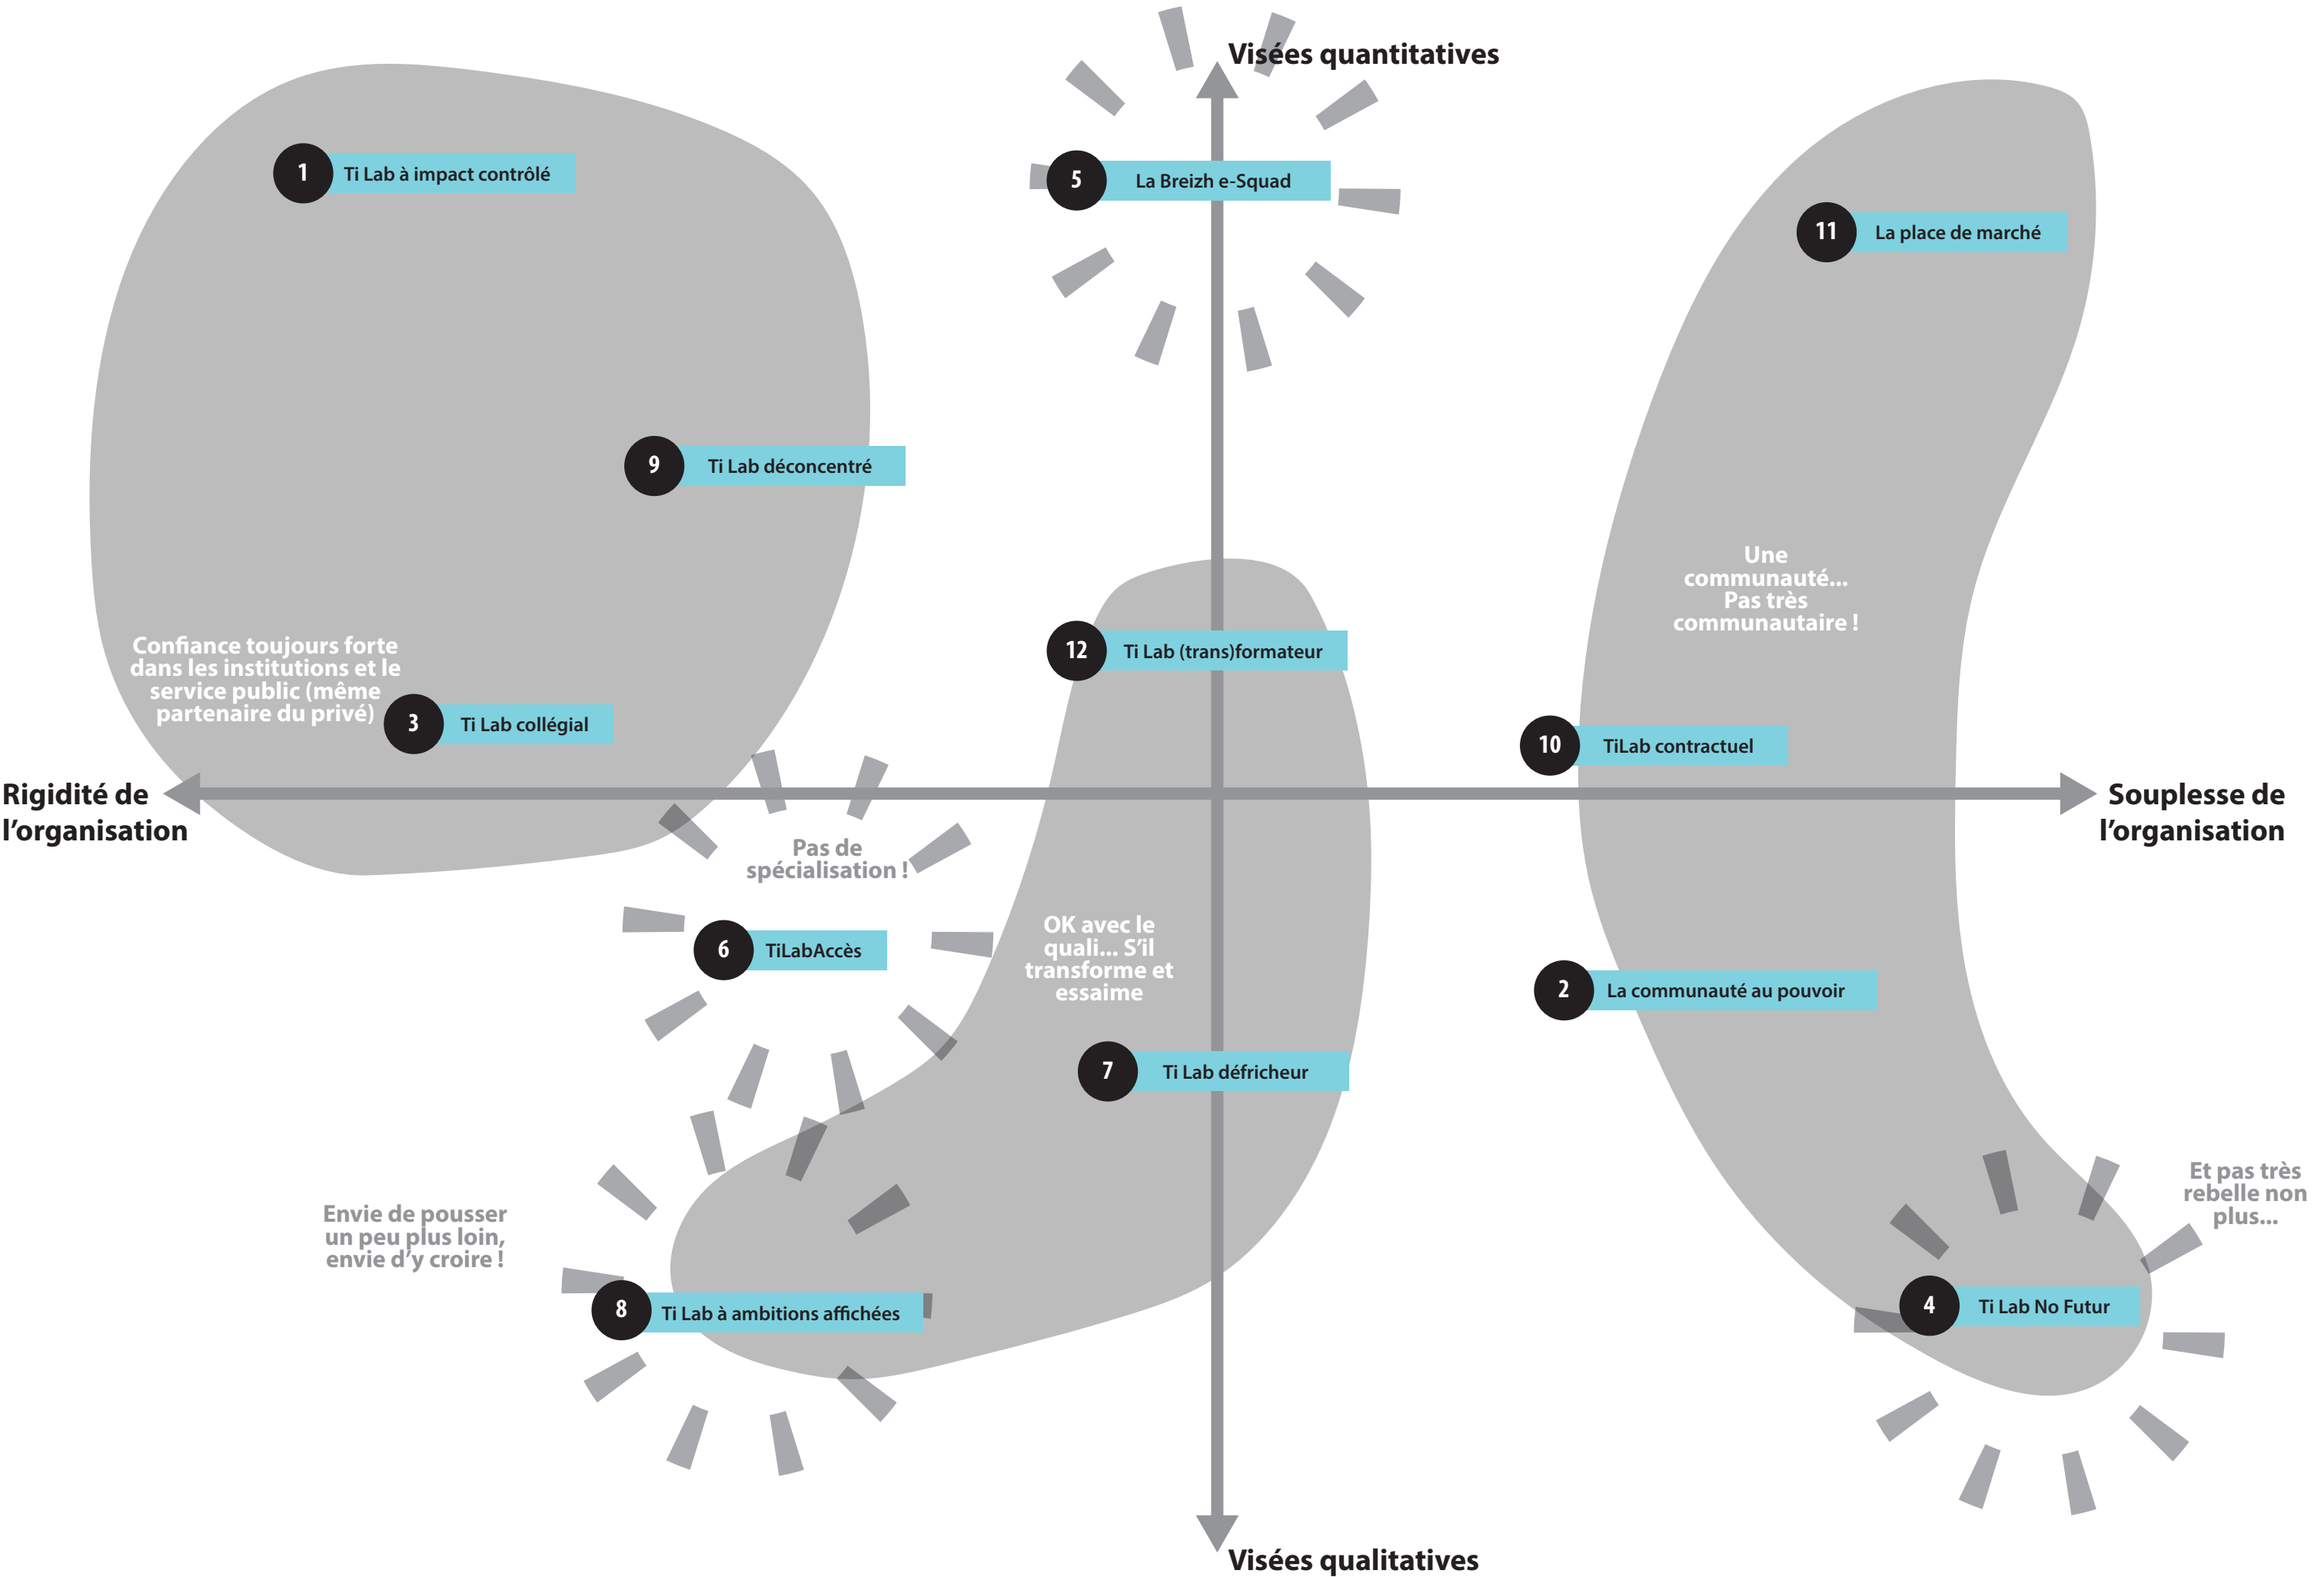 Visées quantitatives
1
Ti Lab à impact contrôlé
5
La Breizh e-Squad
11
La place de marché
9
Ti Lab déconcentré
Une
communauté...
Pas très
communautaire !
Confiance toujours forte
dans les institutions et le
service public (même
partenaire du privé)
12
Ti Lab (trans)formateur
3
Ti Lab collégial
10
TiLab contractuel
Rigidité de
l’organisation
Souplesse de
l’organisation
Pas de
spécialisation !
6
TiLabAccès
OK avec le
quali... S’il
transforme et
essaime
2
La communauté au pouvoir
7
Ti Lab défricheur
Et pas très
rebelle non
plus...
Envie de pousser
un peu plus loin,
envie d’y croire !
8
Ti Lab à ambitions affichées
4
Ti Lab No Futur
Visées qualitatives